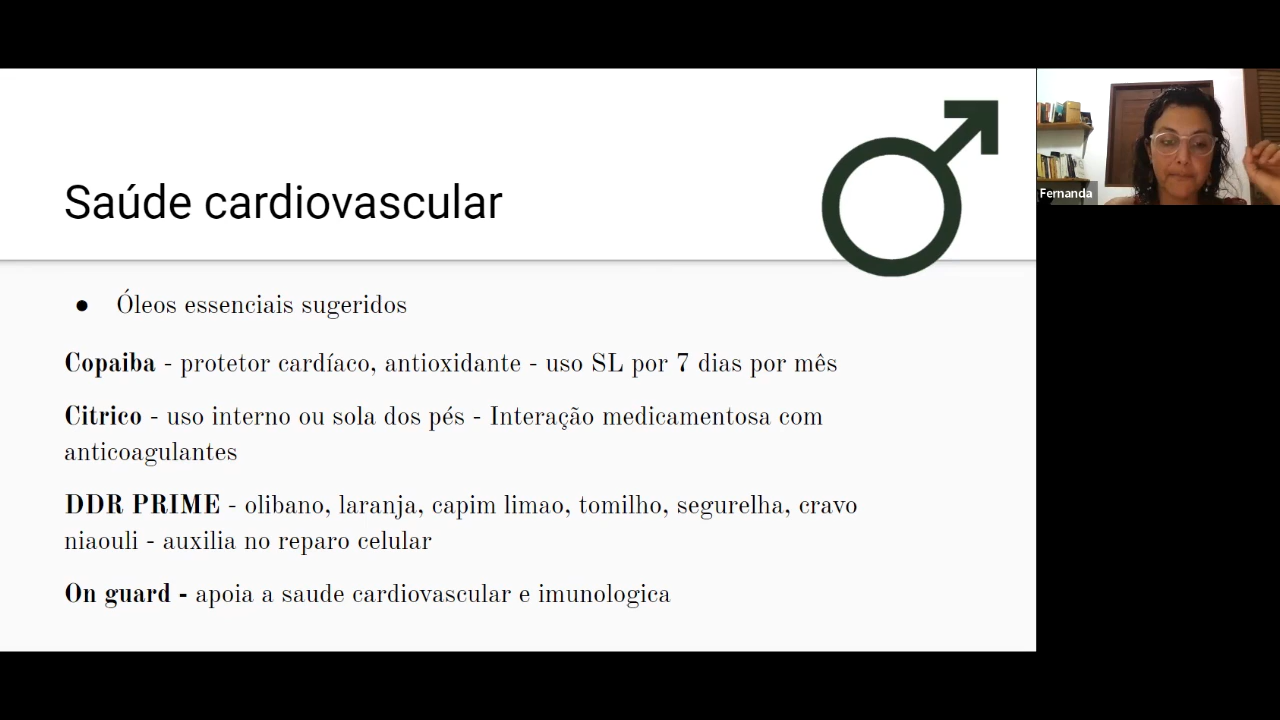 Saúde cardiovascular
● Óleos essenciais sugeridos
Copaiba - protetor cardíaco, antioxidante - uso SL por 7 dias por mês
Citrico - uso interno ou sola dos pés - Interação medicamentosa com
anticoagulantes
DDR PRIME - olibano, laranja, capim limao, tomilho, segurelha, cravo
niaouli - auxilia no reparo celular
On guard - apoia a saude cardiovascular e imunologica
Fernanda